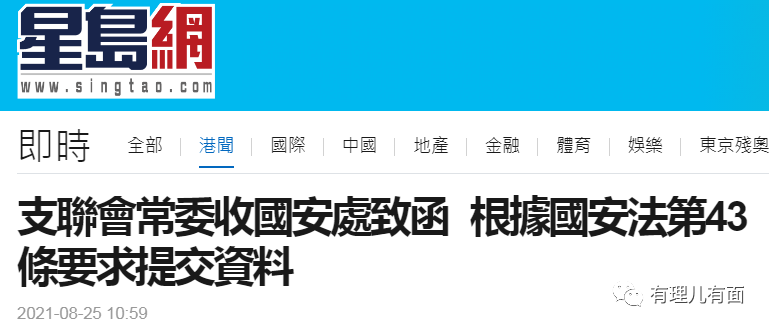 星島網
www.singtao.com
即時 全部 港聞 國際 中國 地產 金融 體育 娛樂 東京殘奧
支聯會常委收國安處致函 根據國安法第43
條要求提交資料
2021-08-25 10:59
有理儿有面